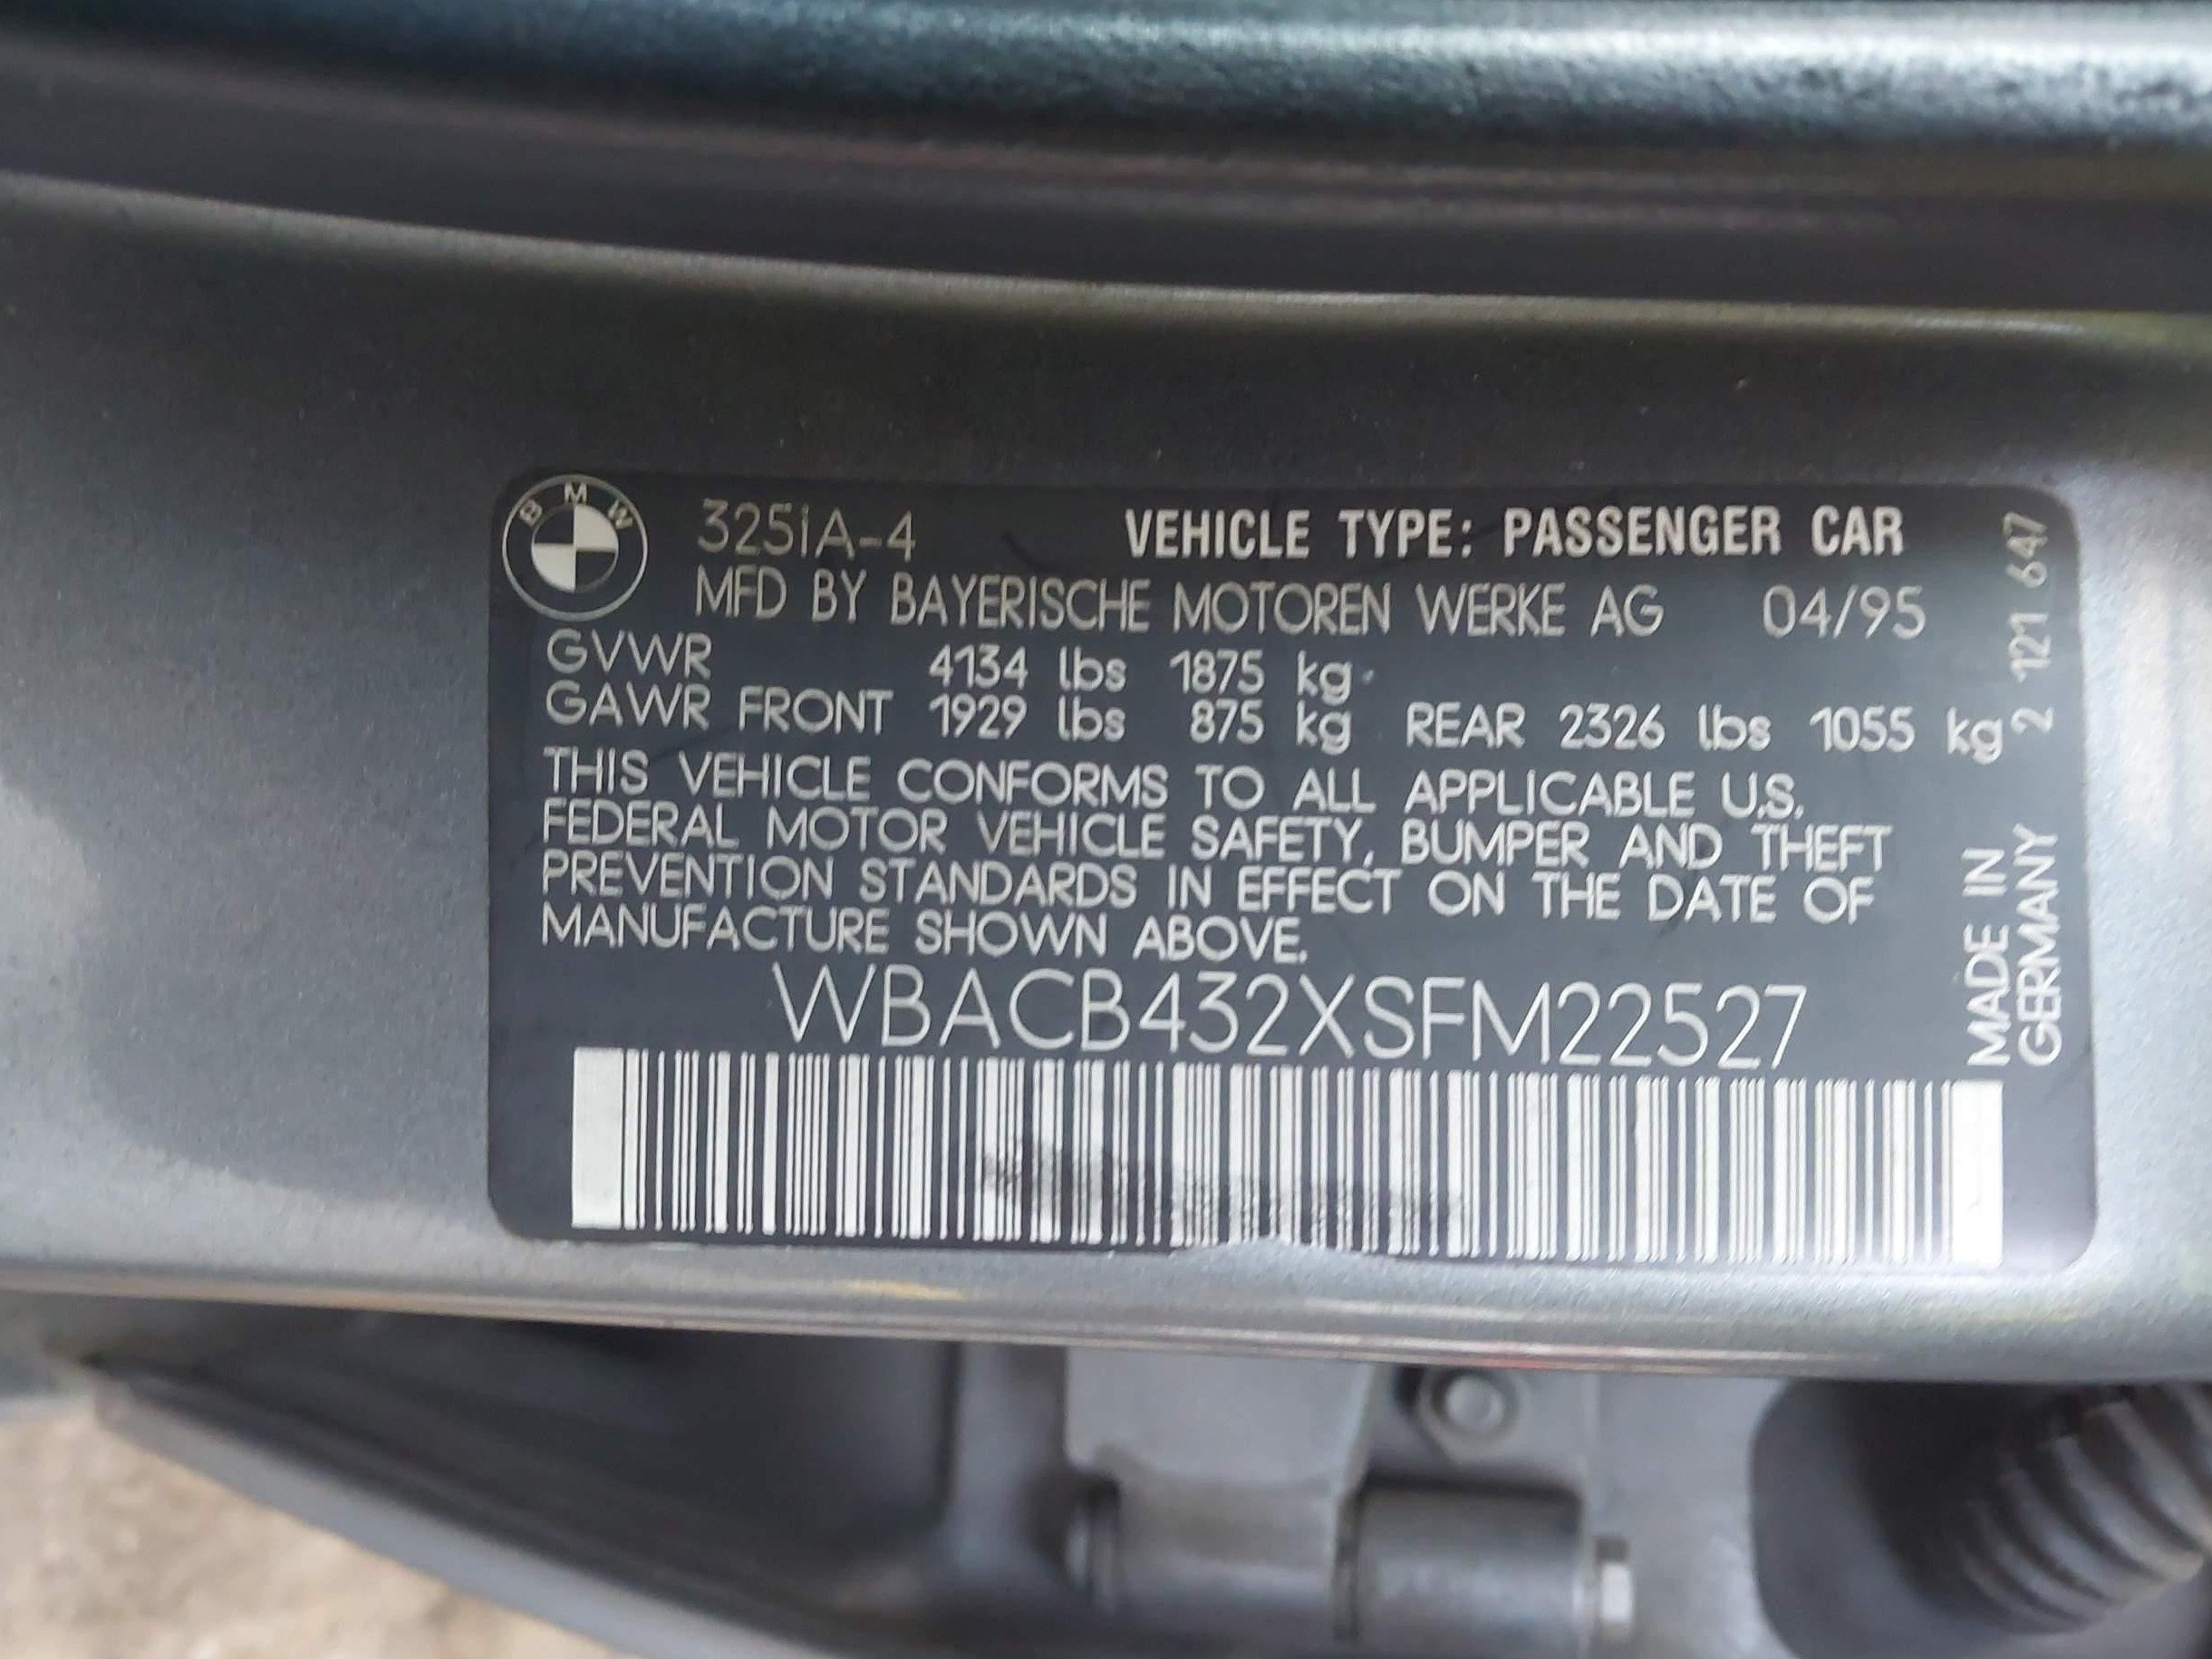 BMW
325iA-4 VEHICLE TYPE: PASSENGER CAR
MFD BY BAYERISCHE MOTOREN WERKE AG 04/95
GVWR 4134 lbs 1875 kg
GAWR FRONT 1929 lbs 875 kg REAR 2326 lbs 1055 kg
THIS VEHICLE CONFORMS TO ALL APPLICABLE U.S.
FEDERAL MOTOR VEHICLE SAFETY, BUMPER AND THEFT
PREVENTION STANDARDS IN EFFECT ON THE DATE OF
MANUFACTURE SHOWN ABOVE.
WBACB432XSFM22527
MADE IN
GERMANY
2 121 647